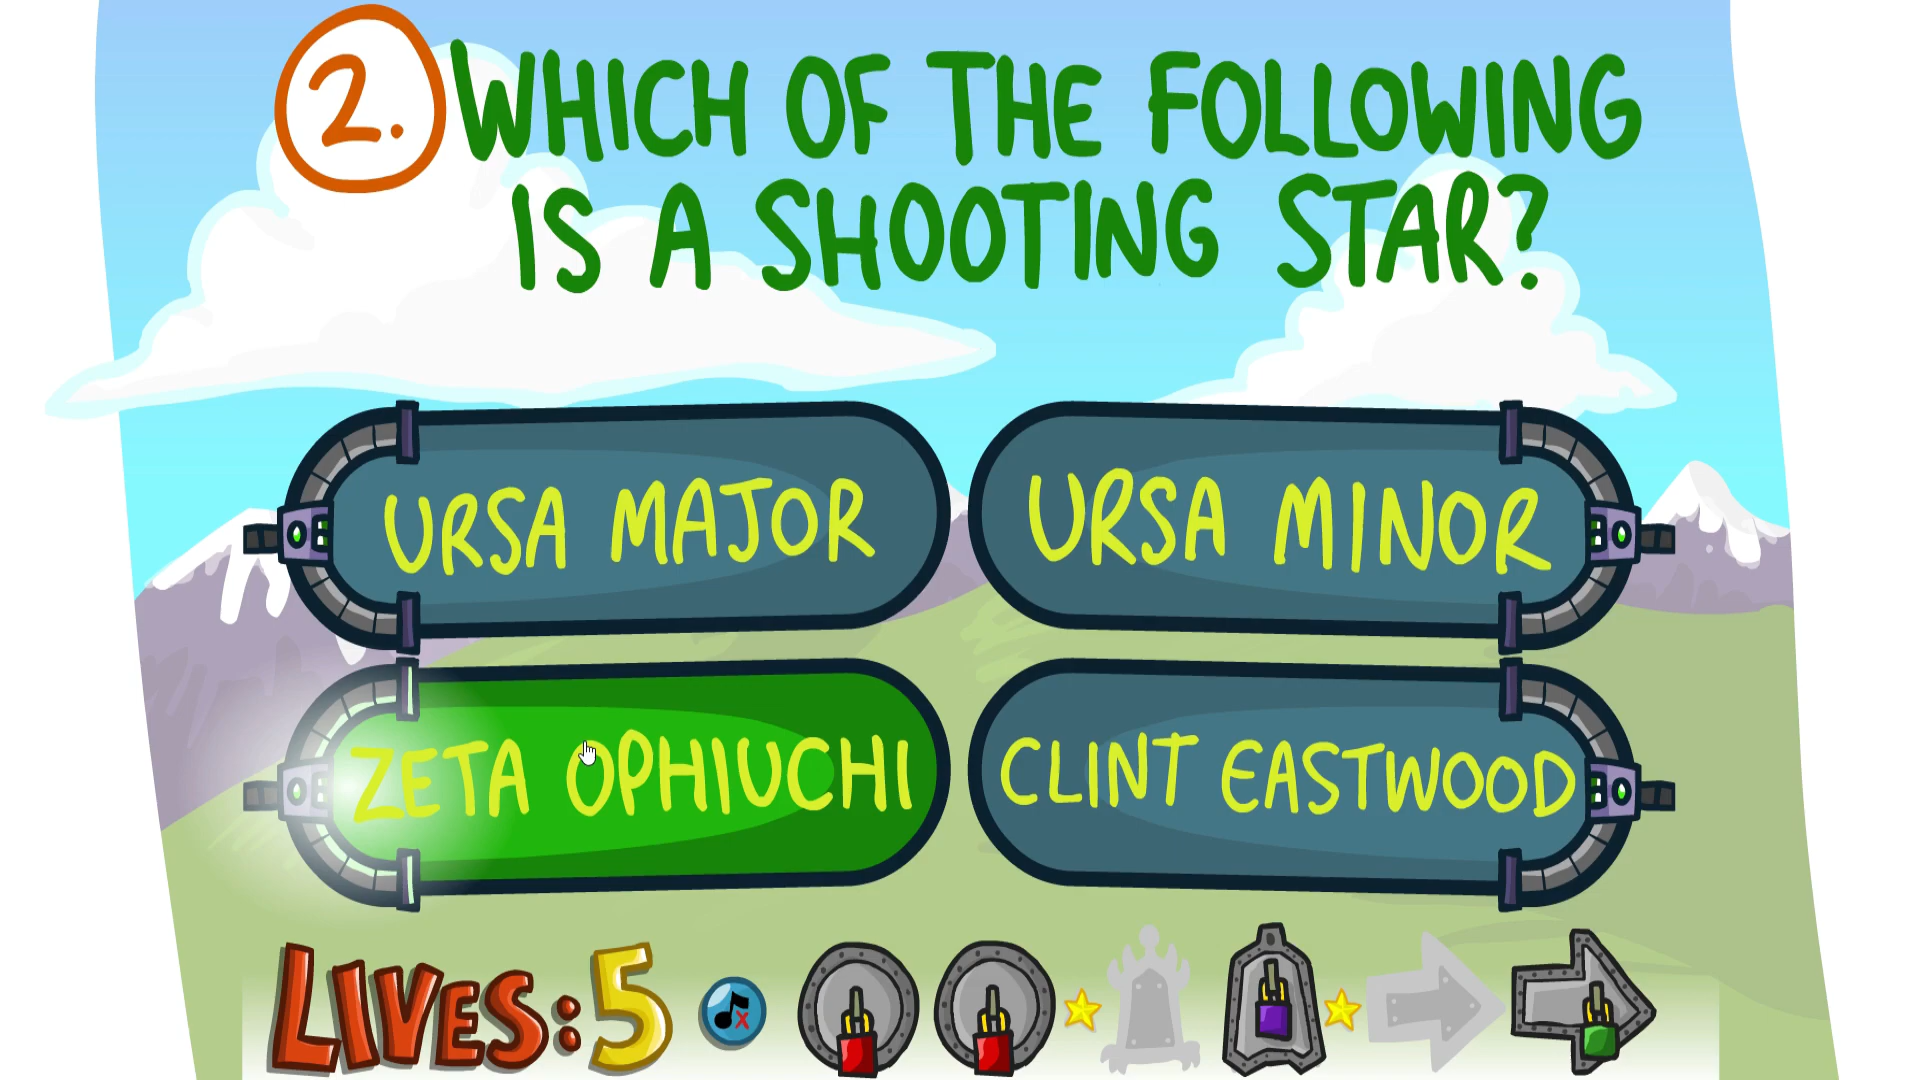 2. WHICH OF THE FOLLOWING
IS A SHOOTING STAR?
URSA MAJOR
URSA MINOR
ZETA OPHIUCHI
CLINT EASTWOOD
LIVES: 5